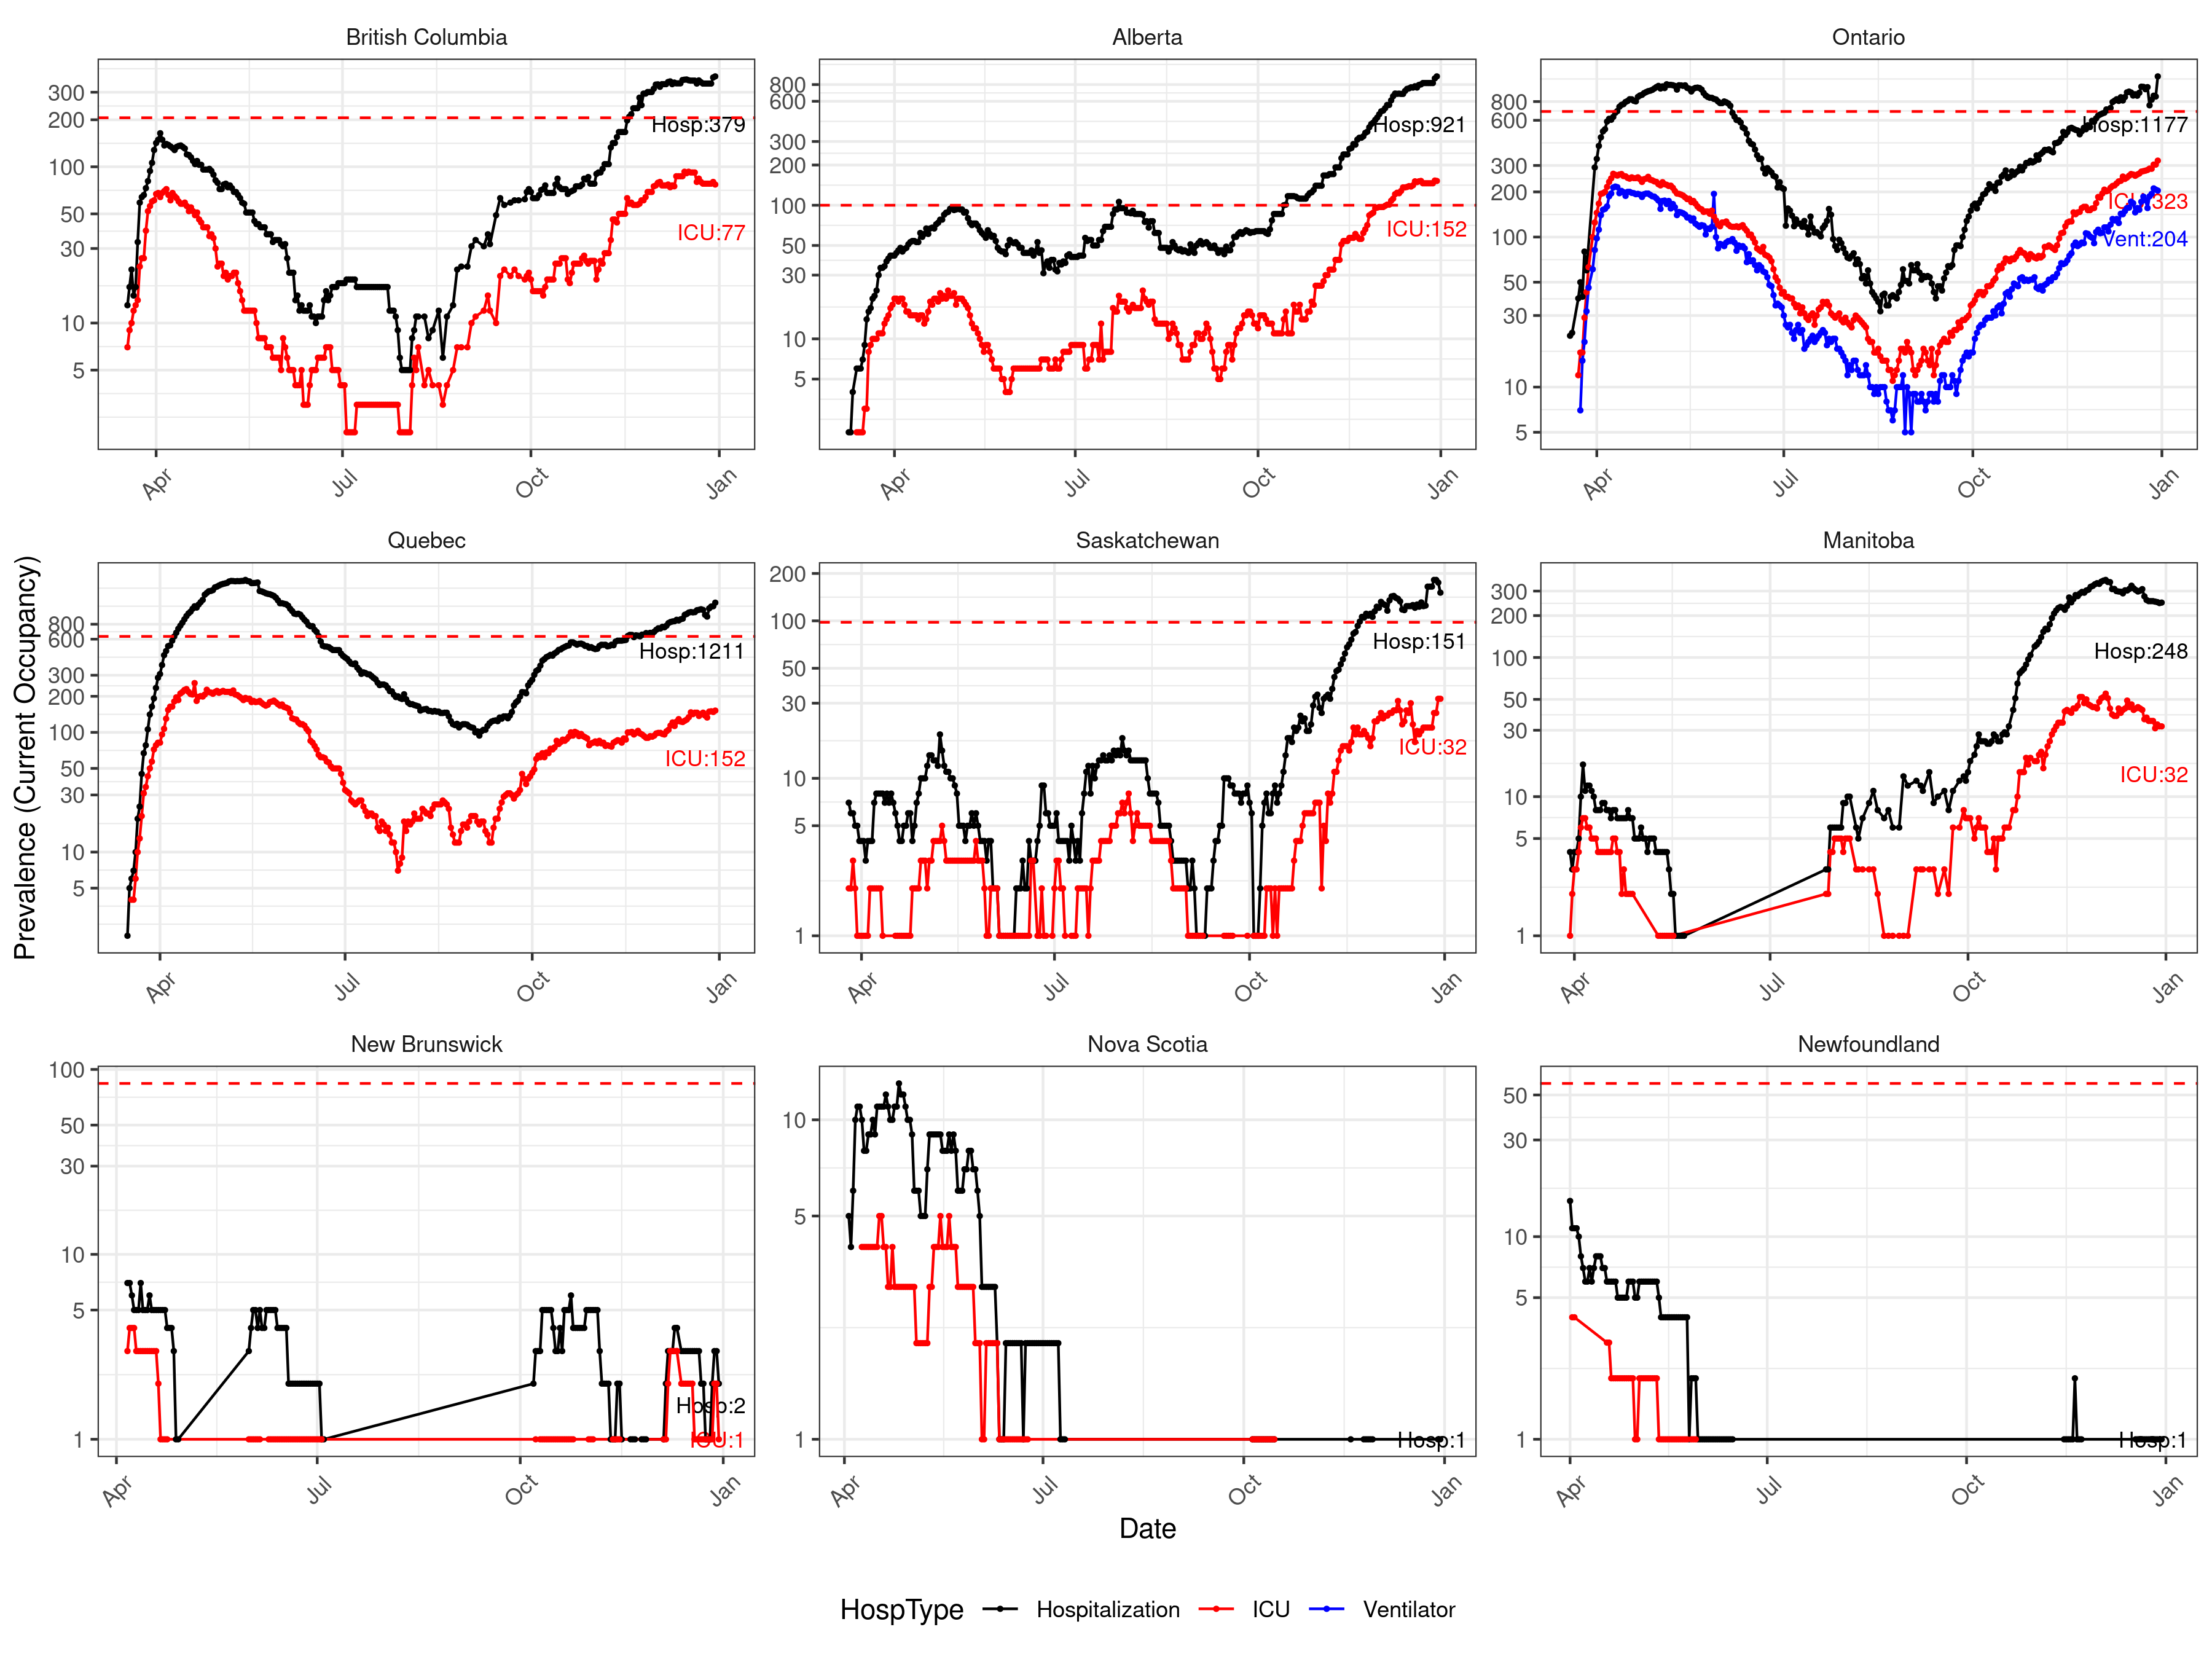 British Columbia
Alberta
Ontario
300
200
100
50
30
10
5
Hosp:379
ICU:77
Apr
Jul
Oct
Jan
800
600
300
200
100
50
30
10
5
Hosp:921
ICU:152
Apr
Jul
Oct
Jan
800
600
300
200
100
50
30
10
5
Hosp:1177
ICU:323
Vent:204
Apr
Jul
Oct
Jan
Prevalence (Current Occupancy)
Quebec
Saskatchewan
Manitoba
800
600
300
200
100
50
30
10
5
Hosp:1211
ICU:152
Apr
Jul
Oct
Jan
200
100
50
30
10
5
1
Hosp:151
ICU:32
Apr
Jul
Oct
Jan
300
200
100
50
30
10
5
1
Hosp:248
ICU:32
Apr
Jul
Oct
Jan
New Brunswick
Nova Scotia
Newfoundland
100
50
30
10
5
1
Hosp:2
ICU:1
Apr
Jul
Oct
Jan
10
5
1
Hosp:1
Apr
Jul
Oct
Jan
50
30
10
5
1
Hosp:1
Apr
Jul
Oct
Jan
Date
HospType Hospitalization ICU Ventilator